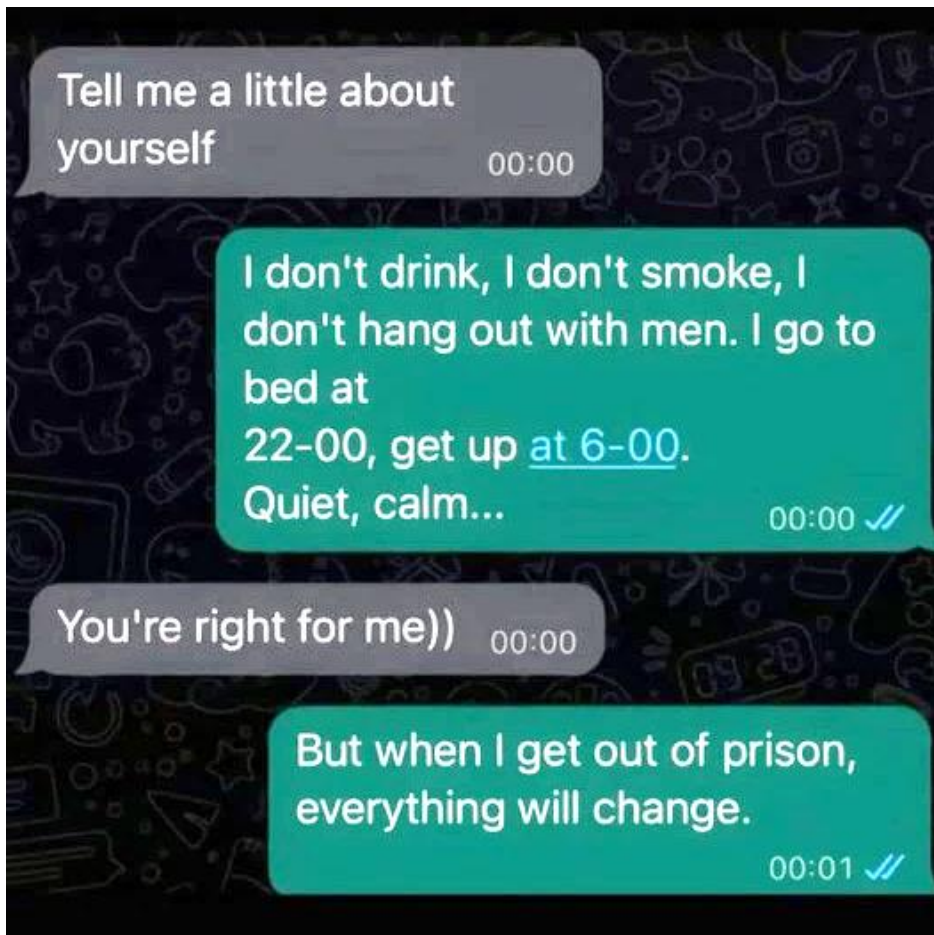 Tell me a little about
yourself
00:00
I don't drink, I don't smoke, I
don't hang out with men. I go to
bed at
22-00, get up at 6-00.
Quiet, calm...
00:00
You're right for me)) 00:00
But when I get out of prison,
everything will change.
00:01
09:28